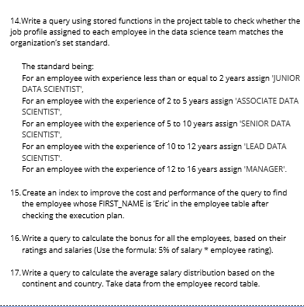 14.Write a query using stored functions in the project table to check whether the
job profile assigned to each employee in the data science team matches the
organization's set standard.
The standard being:
For an employee with experience less than or equal to 2 years assign 'JUNIOR
DATA SCIENTIST',
For an employee with the experience of 2 to 5 years assign 'ASSOCIATE DATA
SCIENTIST',
For an employee with the experience of 5 to 10 years assign 'SENIOR DATA
SCIENTIST',
For an employee with the experience of 10 to 12 years assign 'LEAD DATA
SCIENTIST'.
For an employee with the experience of 12 to 16 years assign 'MANAGER'.
15.Create an index to improve the cost and performance of the query to find
the employee whose FIRST_NAME is 'Eric' in the employee table after
checking the execution plan.
16.Write a query to calculate the bonus for all the employees, based on their
ratings and salaries (Use the formula: 5% of salary * employee rating).
17.Write a query to calculate the average salary distribution based on the
continent and country. Take data from the employee record table.